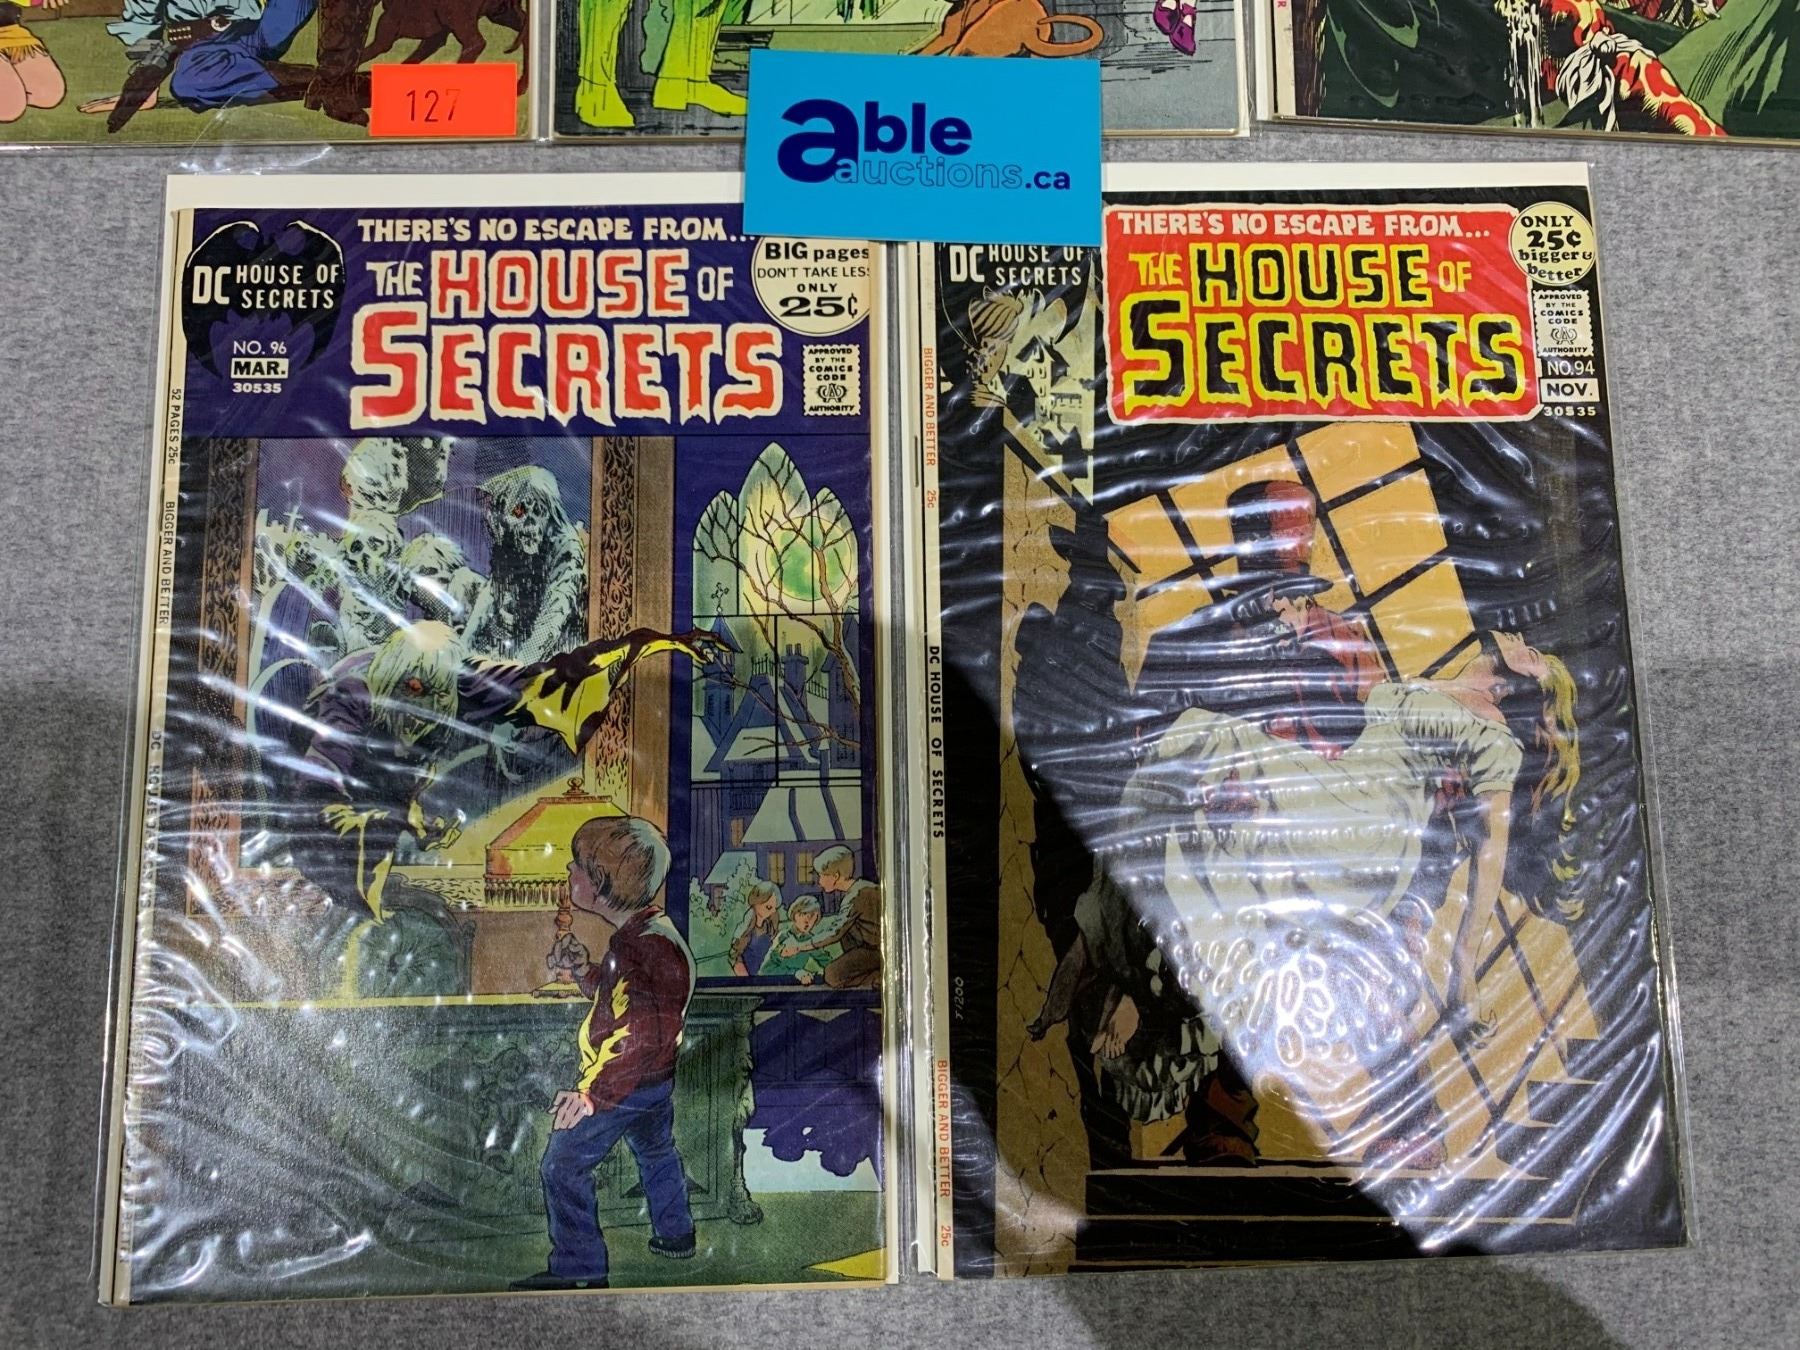 127
able
auctions.ca
DC HOUSE OF
SECRETS
NO. 96
MAR.
30535
THERE'S NO ESCAPE FROM...
THE HOUSE OF
SECRETS
BIG pages
DON'T TAKE LESS
ONLY
25¢
APPROVED
BY THE
COMICS
CODE
AUTHORITY
52 PAGES 25c
BIGGER AND BETTER
DC HOUSE OF
SECRETS
THERE'S NO ESCAPE FROM...
THE HOUSE OF
SECRETS
ONLY
25¢
bigger &
better
APPROVED
BY THE
COMICS
CODE
AUTHORITY
NO.94
NOV.
30535
BIGGER AND BETTER 25c
DC HOUSE OF SECRETS
BIGGER AND BETTER 25c